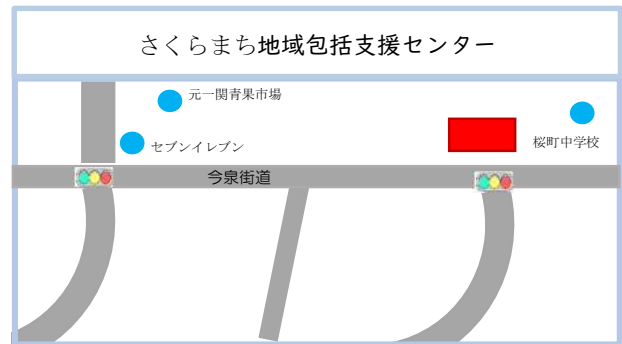 さくらまち地域包括支援センター
元一関青果市場
セブンイレブン
桜町中学校
今泉街道